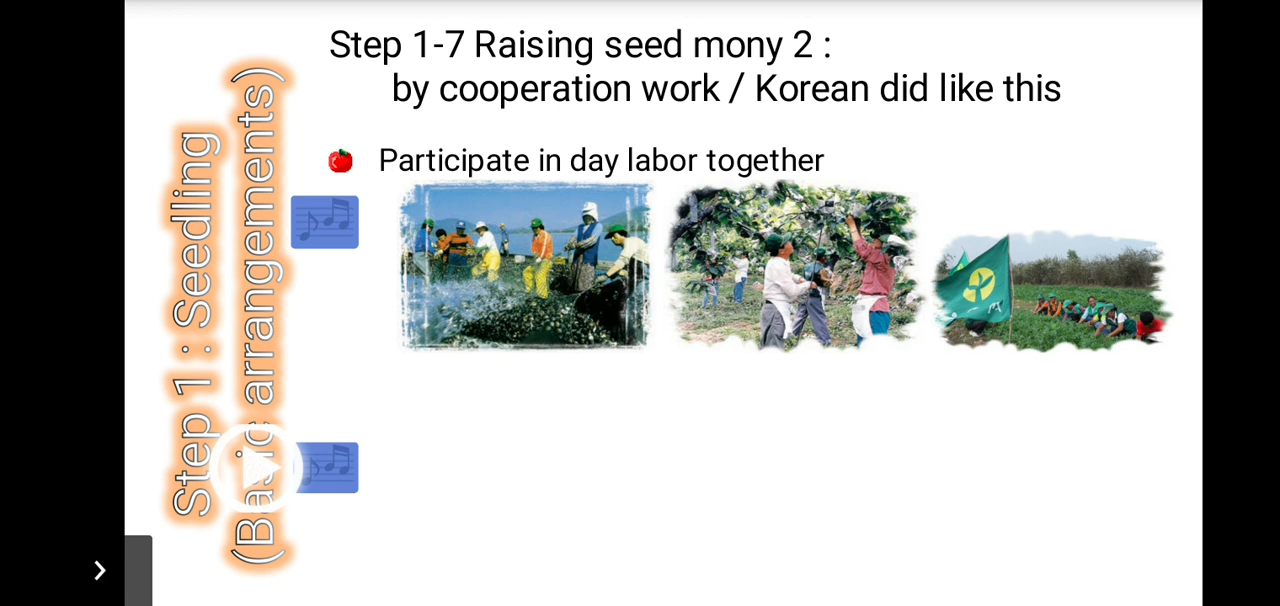 Step 1-7 Raising seed mony 2 :
by cooperation work / Korean did like this
Participate in day labor together
Step 1 : Seedling
(Basic arrangements)